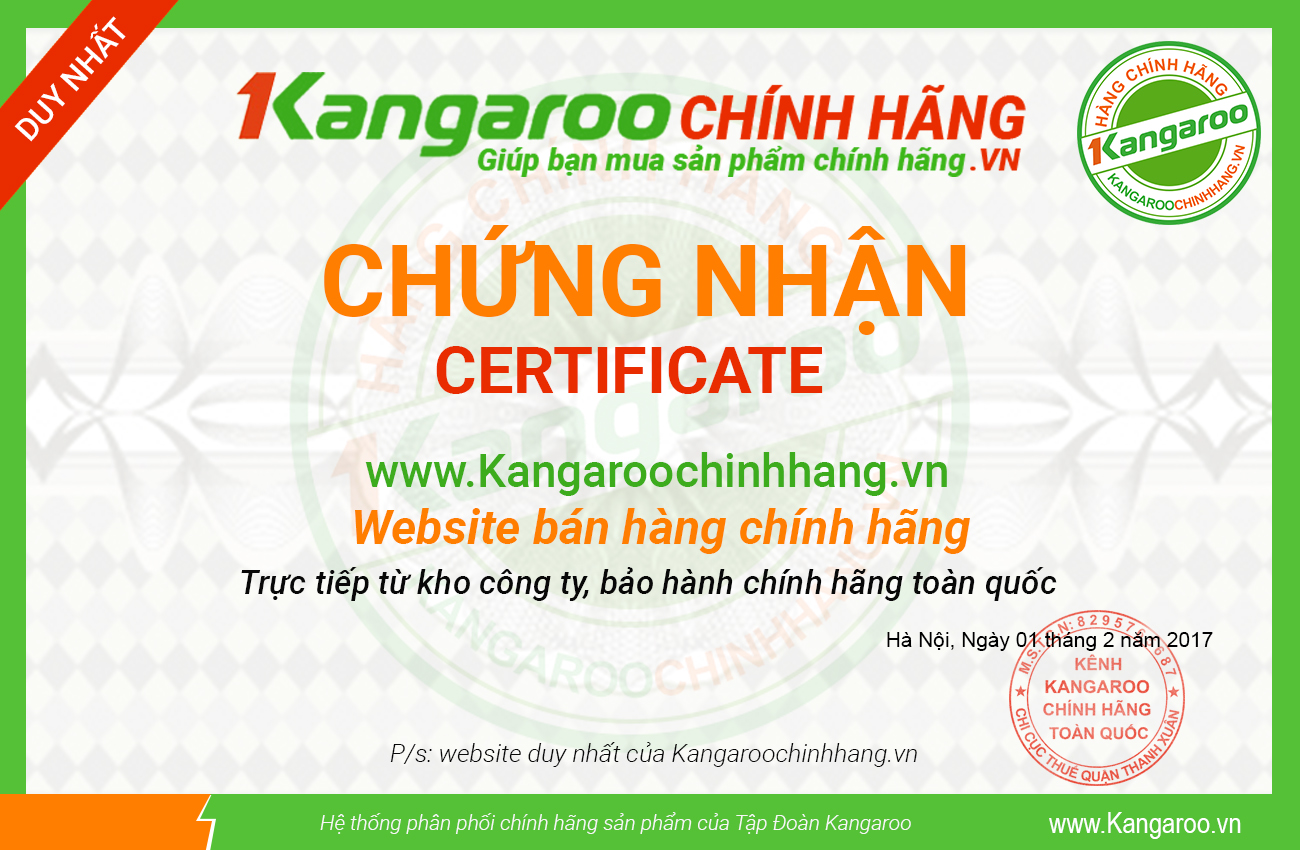 DUY NHẤT
1Kangaroo CHÍNH HÃNG
Giúp bạn mua sản phẩm chính hãng .VN
HÀNG CHÍNH HÃNG
1Kangaroo
KANGAROOCHINHHANG.VN
CHỨNG NHẬN
CERTIFICATE
www.Kangaroochinhhang.vn
Website bán hàng chính hãng
Trực tiếp từ kho công ty, bảo hành chính hãng toàn quốc
Hà Nội, Ngày 01 tháng 2 năm 2017
KÊNH
KANGAROO
CHÍNH HÃNG
TOÀN QUỐC
CHI CỤC THUẾ QUẬN THANH XUÂN
P/s: website duy nhất của Kangaroochinhhang.vn
Hệ thống phân phối chính hãng sản phẩm của Tập Đoàn Kangaroo
www.Kangaroo.vn